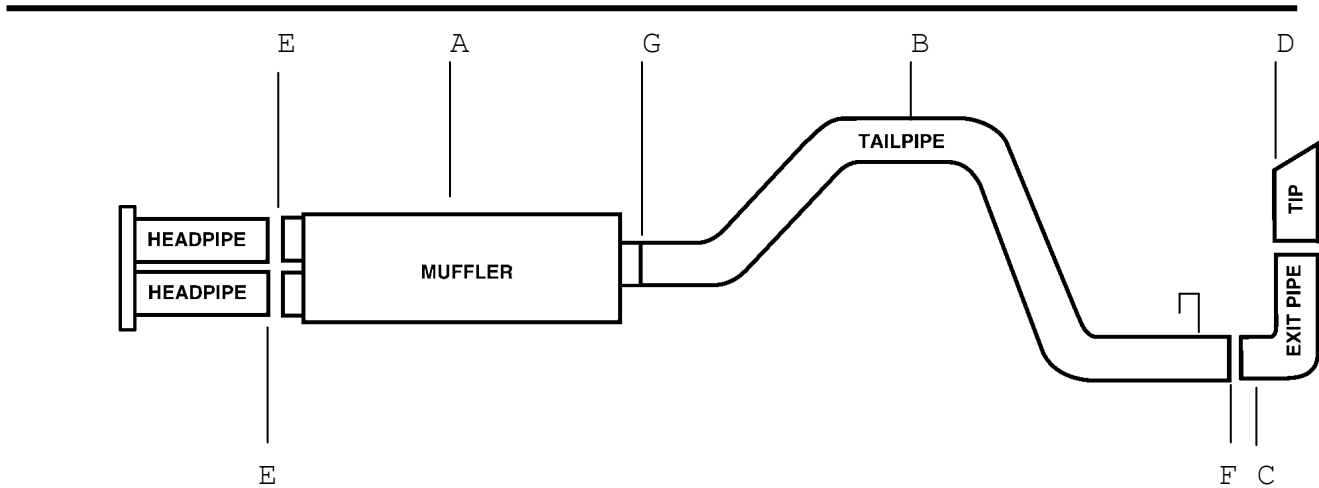 E A G B D
TAILPIPE
TIP
HEADPIPE
MUFFLER
HEADPIPE
EXIT PIPE
E F C